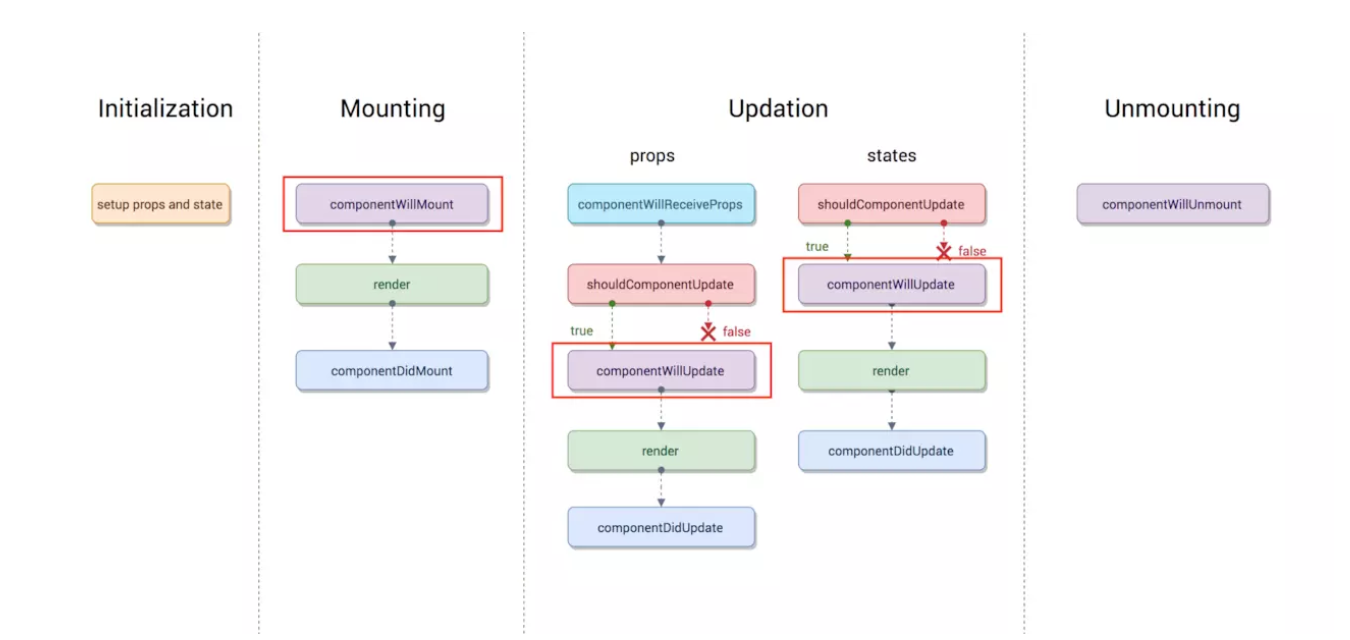 Initialization
Mounting
Updation
Unmounting
props
states
setup props and state
componentWillMount
render
componentDidMount
componentWillReceiveProps
shouldComponentUpdate
true
false
componentWillUpdate
render
componentDidUpdate
shouldComponentUpdate
true
false
componentWillUpdate
render
componentDidUpdate
componentWillUnmount